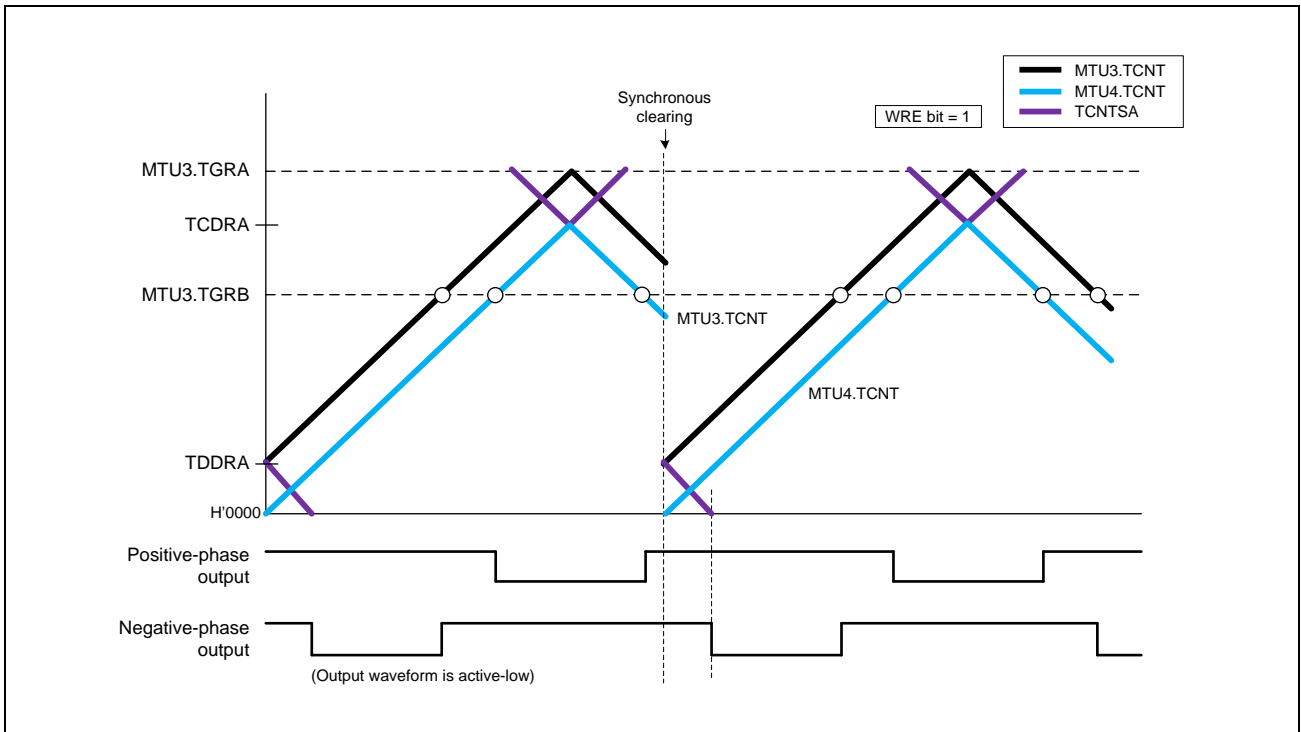 MTU3.TCNT
MTU4.TCNT
TCNTSA
Synchronous
clearing
WRE bit = 1
MTU3.TGRA
TCDRA
MTU3.TGRB
MTU3.TCNT
MTU4.TCNT
TDDRA
H'0000
Positive-phase
output
Negative-phase
output
(Output waveform is active-low)